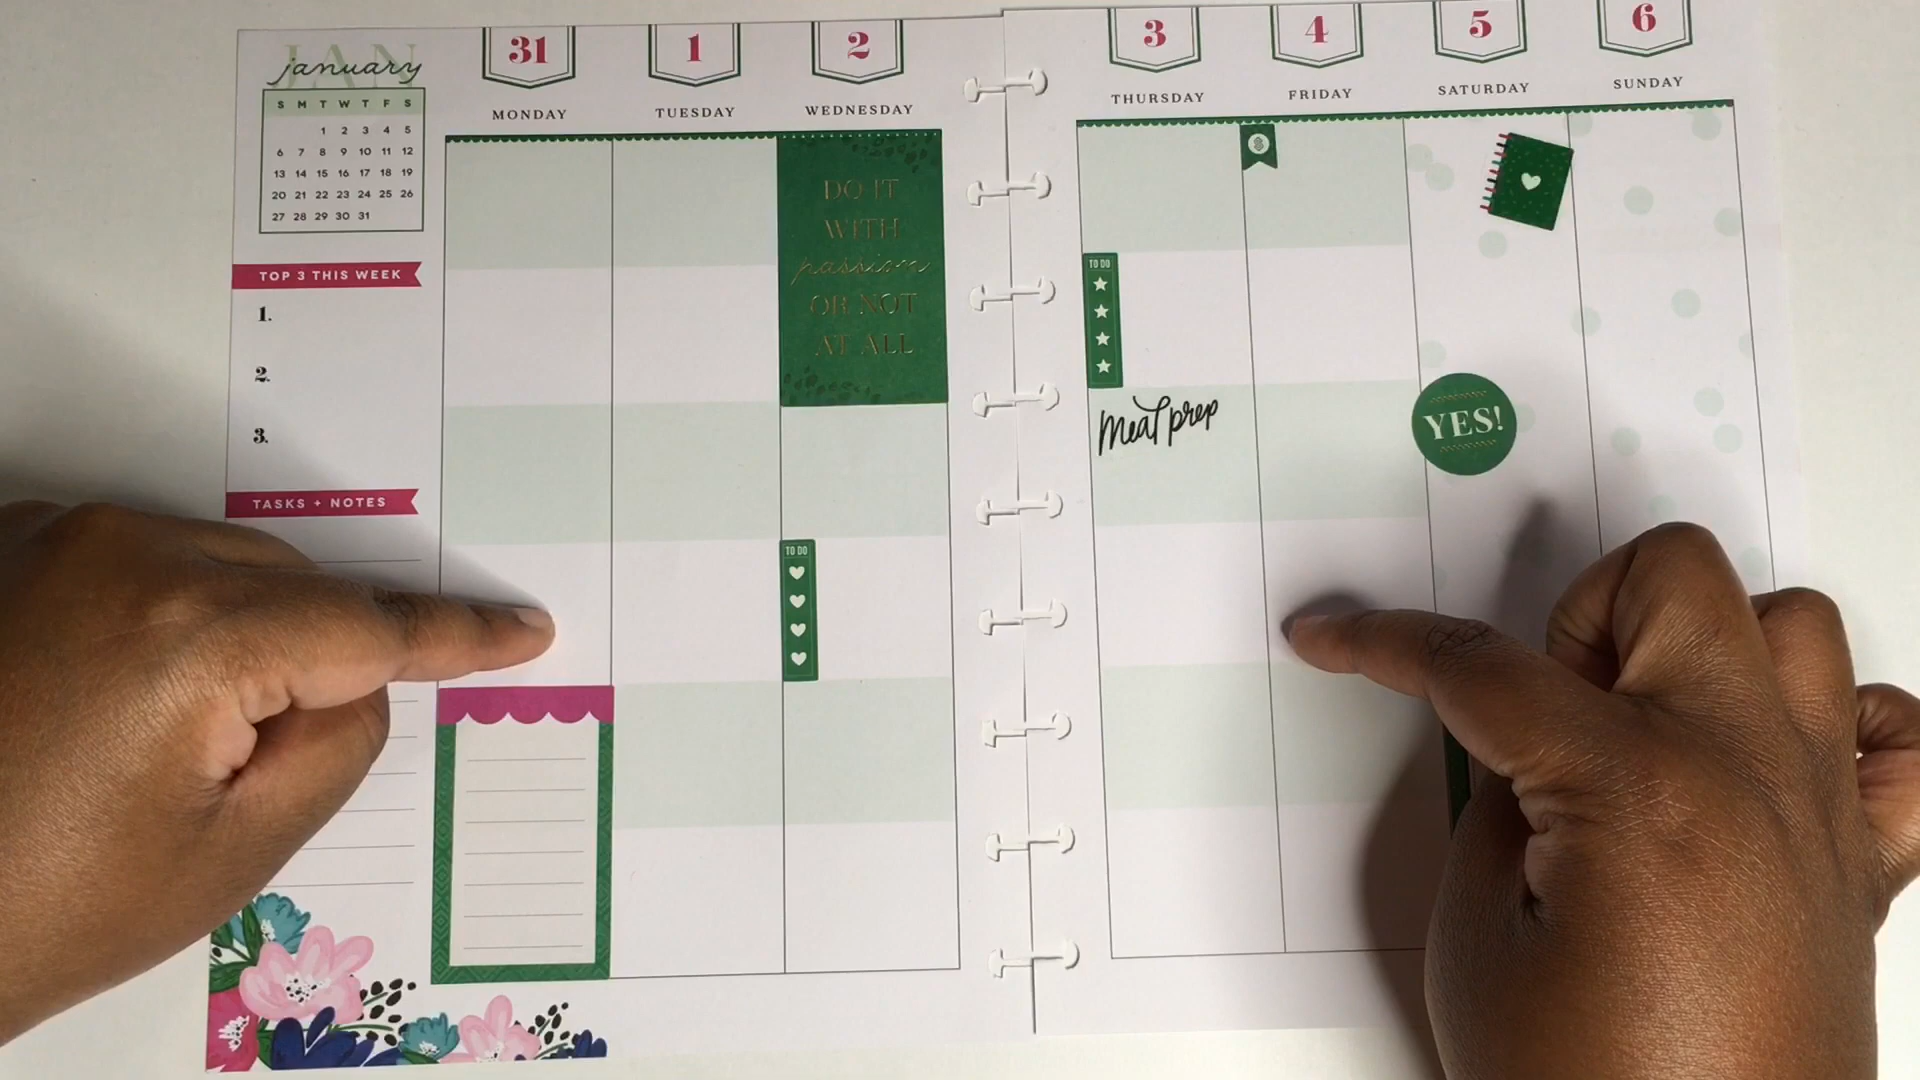 JAN
january
S M T W T F S
1 2 3 4 5
6 7 8 9 10 11 12
13 14 15 16 17 18 19
20 21 22 23 24 25 26
27 28 29 30 31
TOP 3 THIS WEEK
1.
2.
3.
TASKS + NOTES
31
MONDAY
1
TUESDAY
2
WEDNESDAY
DO IT
WITH
passion
OR NOT
AT ALL
TO DO
3
THURSDAY
TO DO
Meal prep
4
FRIDAY
$
5
SATURDAY
YES!
6
SUNDAY